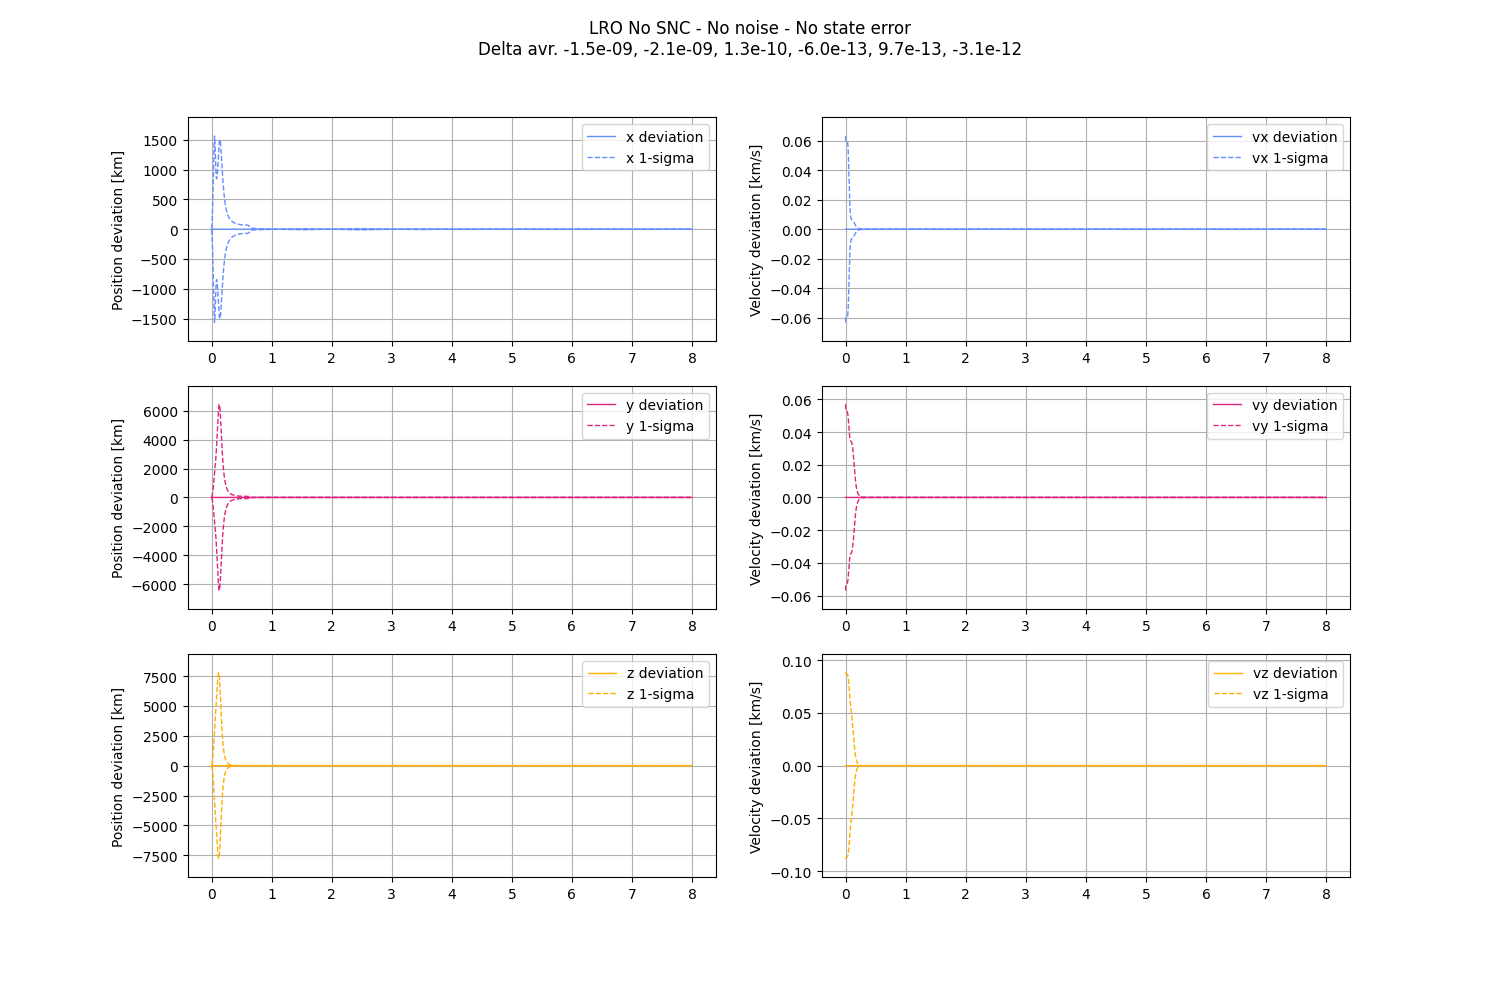 LRO No SNC - No noise - No state error
Delta avr. -1.5e-09, -2.1e-09, 1.3e-10, -6.0e-13, 9.7e-13, -3.1e-12
Position deviation [km]
1500
1000
500
0
−500
−1000
−1500
x deviation
x 1-sigma
0 1 2 3 4 5 6 7 8
Velocity deviation [km/s]
0.06
0.04
0.02
0.00
−0.02
−0.04
−0.06
vx deviation
vx 1-sigma
0 1 2 3 4 5 6 7 8
Position deviation [km]
6000
4000
2000
0
−2000
−4000
−6000
y deviation
y 1-sigma
0 1 2 3 4 5 6 7 8
Velocity deviation [km/s]
0.06
0.04
0.02
0.00
−0.02
−0.04
−0.06
vy deviation
vy 1-sigma
0 1 2 3 4 5 6 7 8
Position deviation [km]
7500
5000
2500
0
−2500
−5000
−7500
z deviation
z 1-sigma
0 1 2 3 4 5 6 7 8
Velocity deviation [km/s]
0.10
0.05
0.00
−0.05
−0.10
vz deviation
vz 1-sigma
0 1 2 3 4 5 6 7 8